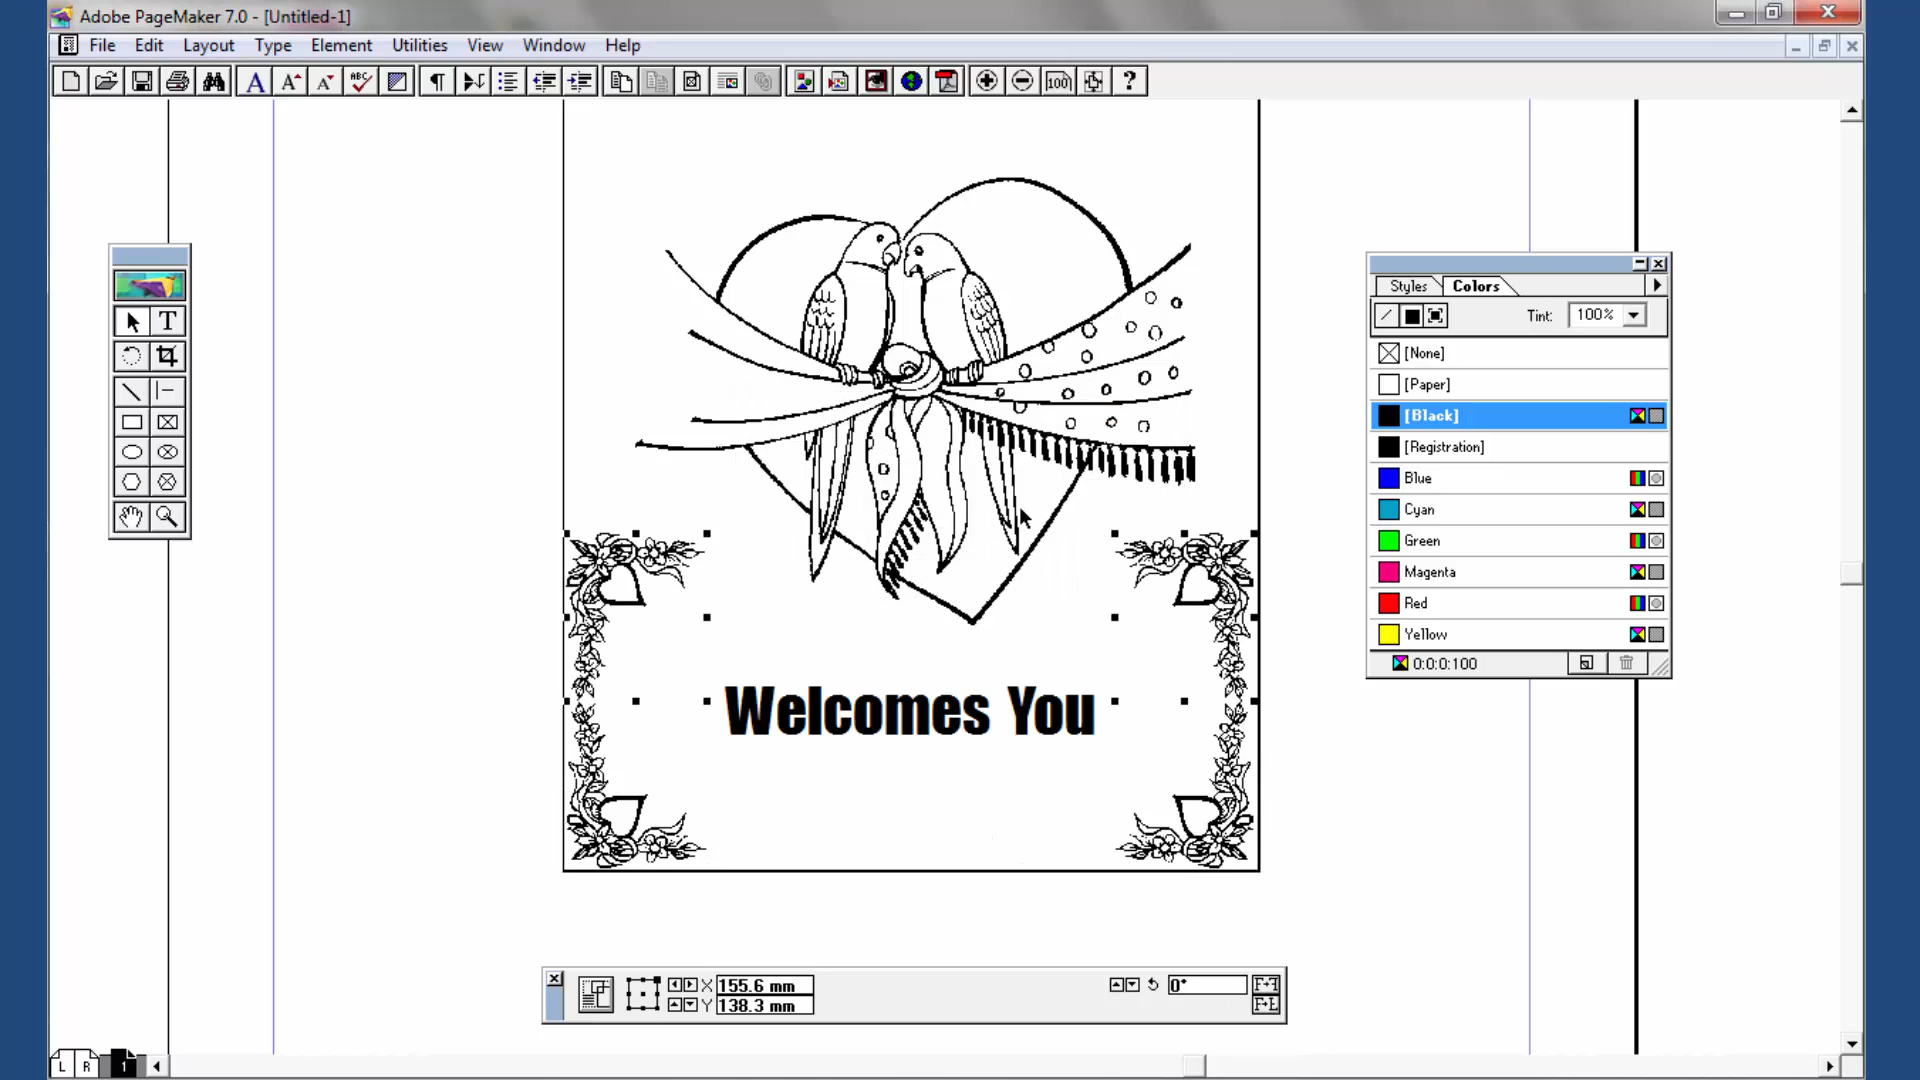 Adobe PageMaker 7.0 - [Untitled-1]
File Edit Layout Type Element Utilities View Window Help
A A A ABC ¶ 100 ?
T
Styles Colors
Tint: 100%
[None]
[Paper]
[Black]
[Registration]
Blue
Cyan
Green
Magenta
Red
Yellow
0:0:0:100
Welcomes You
X 155.6 mm 0°
Y 138.3 mm
L R 1